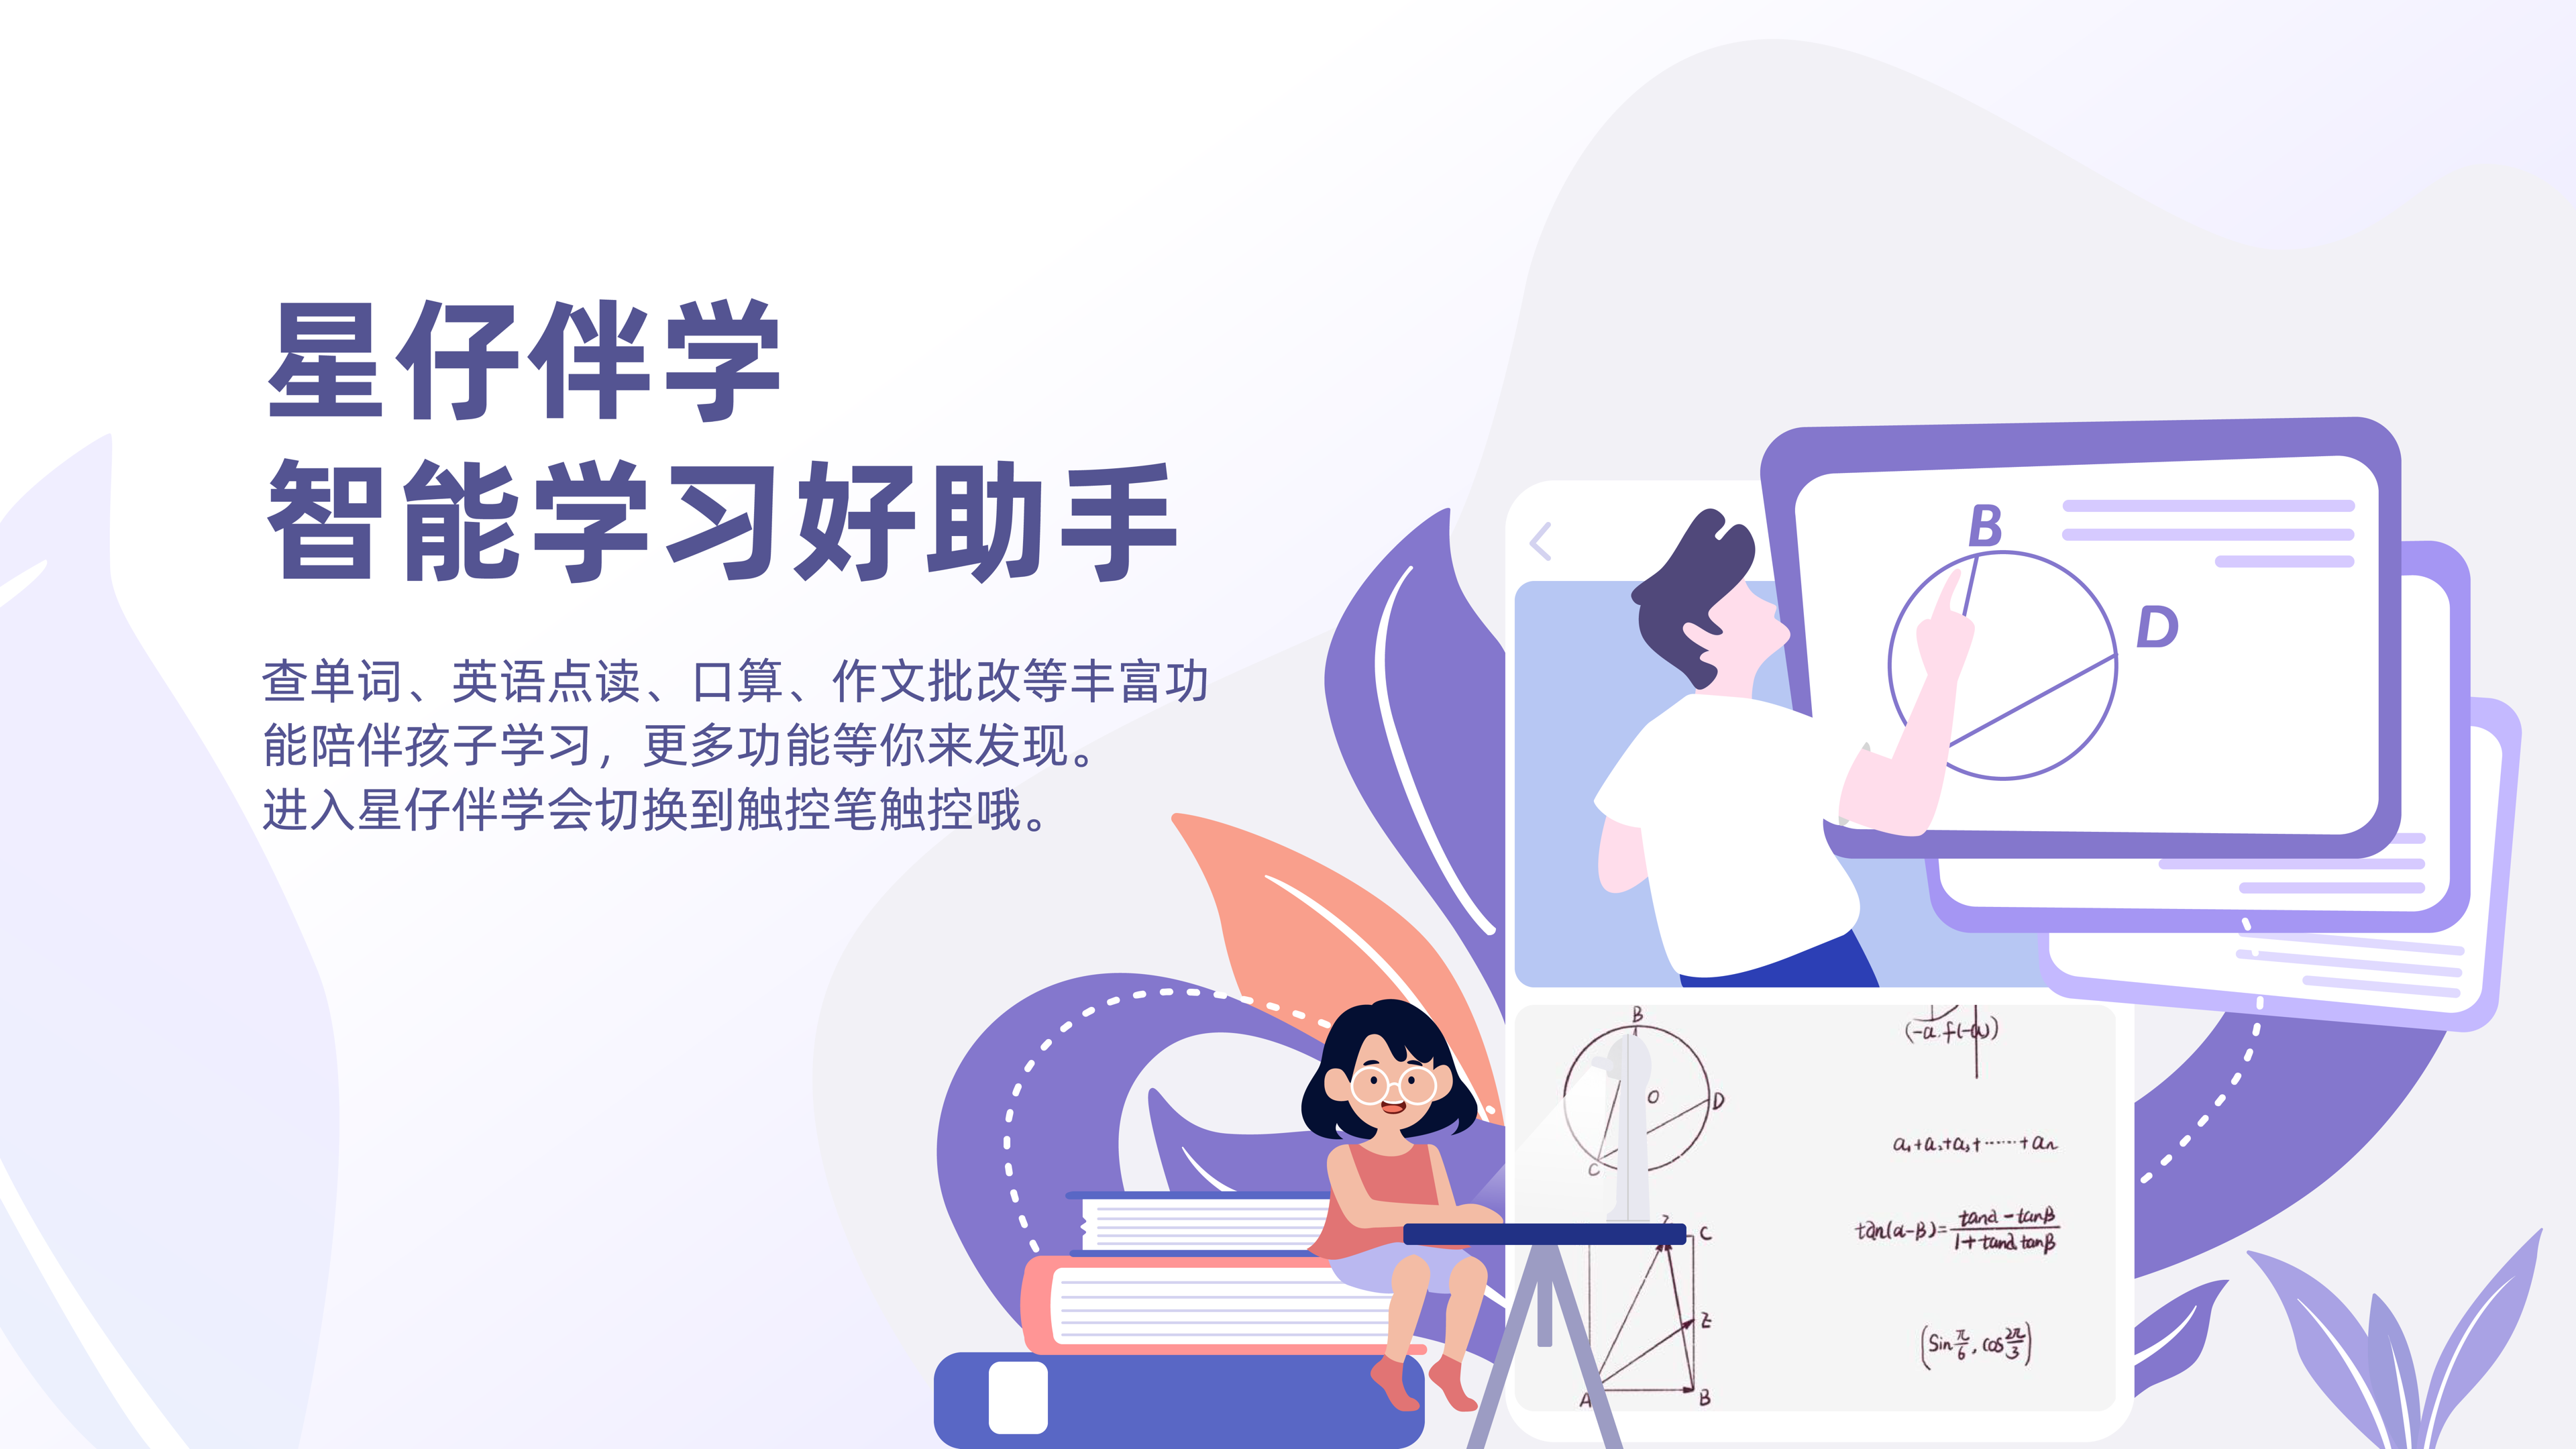 星仔伴学
智能学习好助手
查单词、英语点读、口算、作文批改等丰富功
能陪伴孩子学习，更多功能等你来发现。
进入星仔伴学会切换到触控笔触控哦。
B
D
B
O
D
C
(-a.f(-a))
a₁+a₂+a₃+······+aₙ
tan(α-β)=(tanα-tanβ)/(1+tanα tanβ)
C
Z
A
B
(Sin π/6, cos 2π/3)